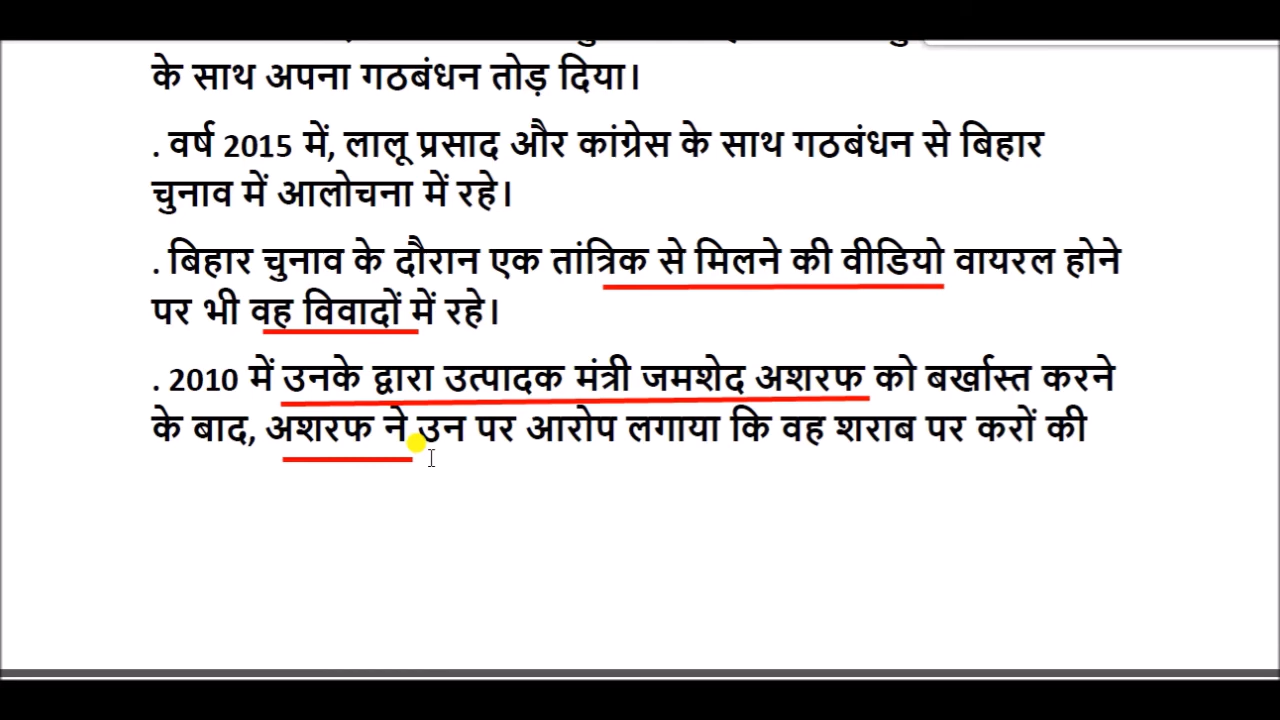 के साथ अपना गठबंधन तोड़ दिया।
. वर्ष 2015 में, लालू प्रसाद और कांग्रेस के साथ गठबंधन से बिहार
चुनाव में आलोचना में रहे।
. बिहार चुनाव के दौरान एक तांत्रिक से मिलने की वीडियो वायरल होने
पर भी वह विवादों में रहे।
. 2010 में उनके द्वारा उत्पादक मंत्री जमशेद अशरफ को बर्खास्त करने
के बाद, अशरफ ने उन पर आरोप लगाया कि वह शराब पर करों की